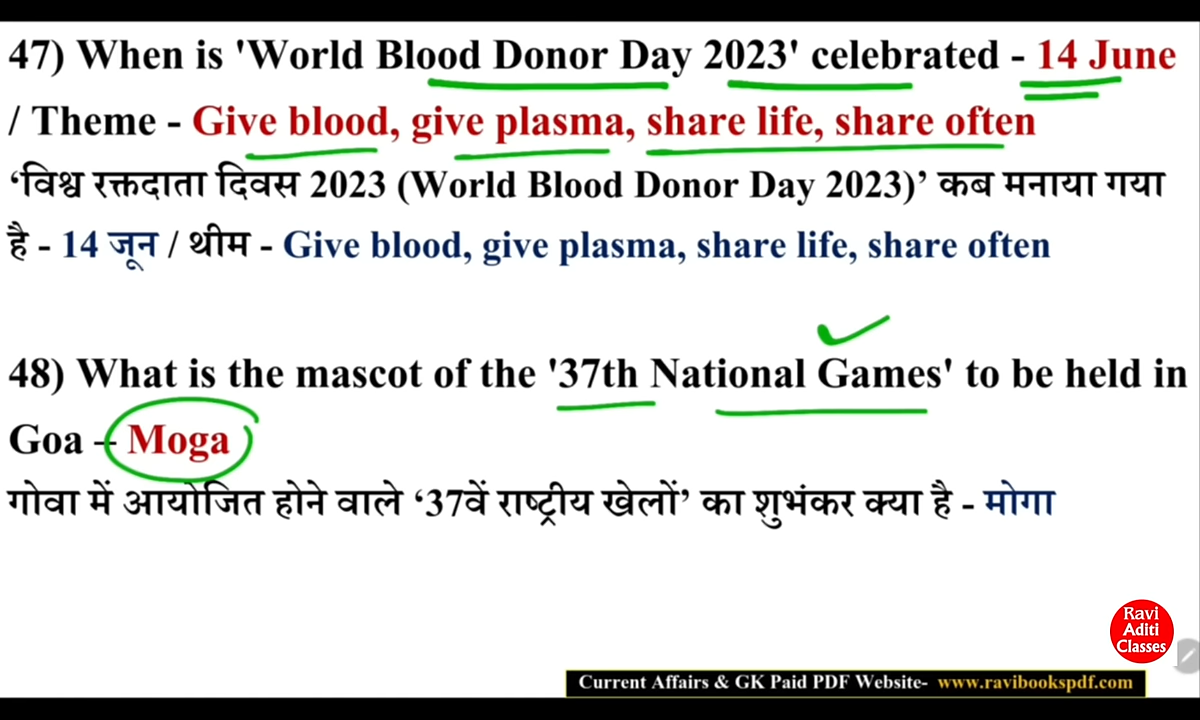 47) When is 'World Blood Donor Day 2023' celebrated - 14 June
/ Theme - Give blood, give plasma, share life, share often
‘विश्व रक्तदाता दिवस 2023 (World Blood Donor Day 2023)’ कब मनाया गया
है - 14 जून / थीम - Give blood, give plasma, share life, share often
48) What is the mascot of the '37th National Games' to be held in
Goa – Moga
गोवा में आयोजित होने वाले ‘37वें राष्ट्रीय खेलों’ का शुभंकर क्या है - मोगा
Ravi
Aditi
Classes
Current Affairs & GK Paid PDF Website- www.ravibookspdf.com